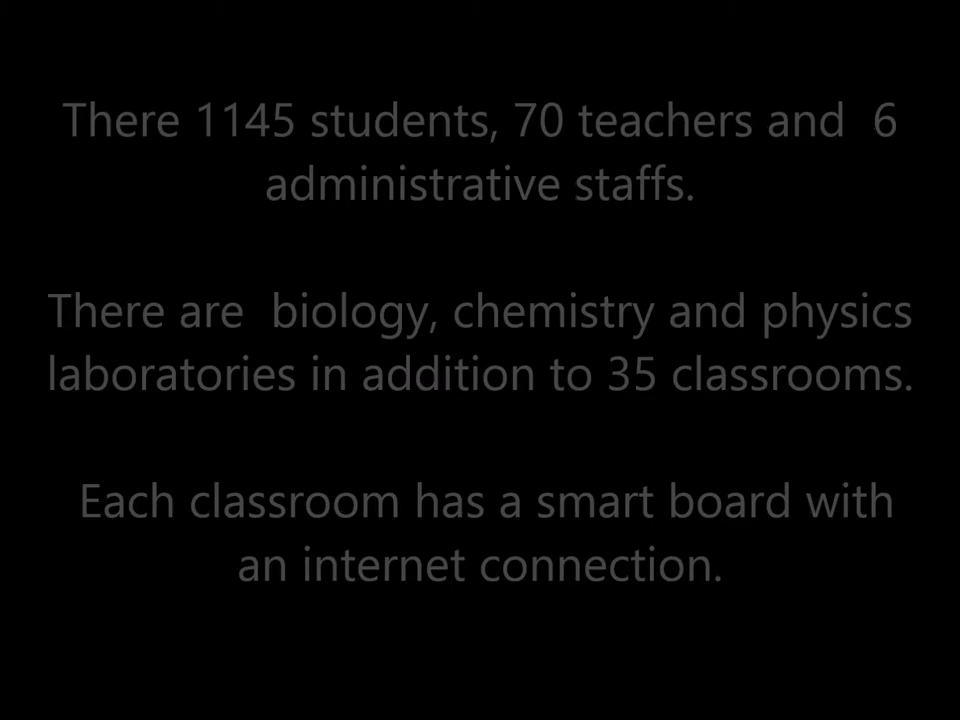 There 1145 students, 70 teachers and  6
administrative staffs.
There are  biology, chemistry and physics
laboratories in addition to 35 classrooms.
Each classroom has a smart board with
an internet connection.